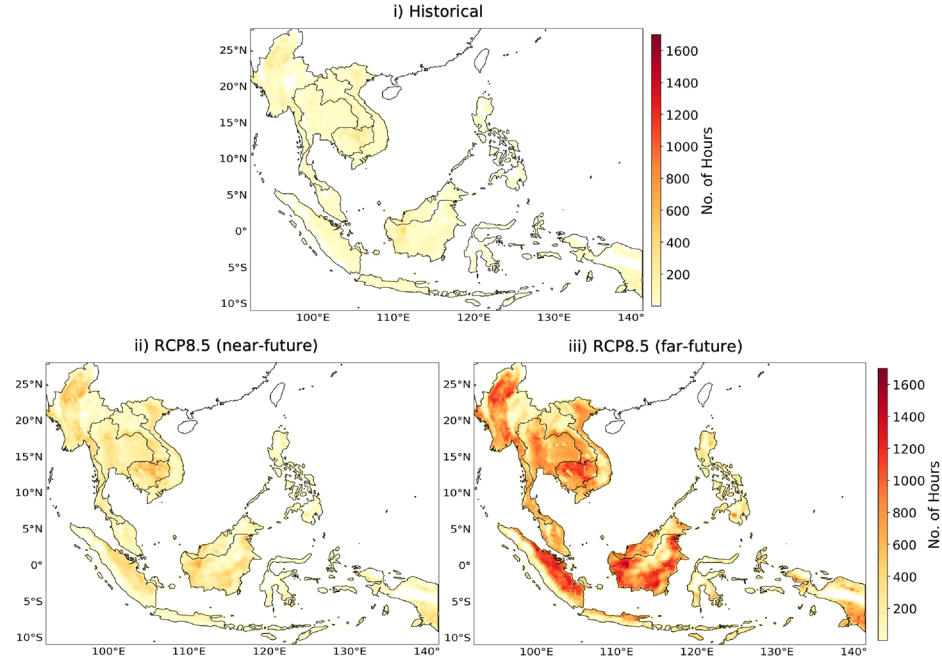 i) Historical
25°N
20°N
15°N
10°N
5°N
0°
5°S
10°S
100°E 110°E 120°E 130°E 140°
1600
1400
1200
1000
800
600
400
200
No. of Hours
ii) RCP8.5 (near-future)
25°N
20°N
15°N
10°N
5°N
0°
5°S
10°S
100°E 110°E 120°E 130°E 140°
iii) RCP8.5 (far-future)
25°N
20°N
15°N
10°N
5°N
0°
5°S
10°S
100°E 110°E 120°E 130°E 140°
1600
1400
1200
1000
800
600
400
200
No. of Hours